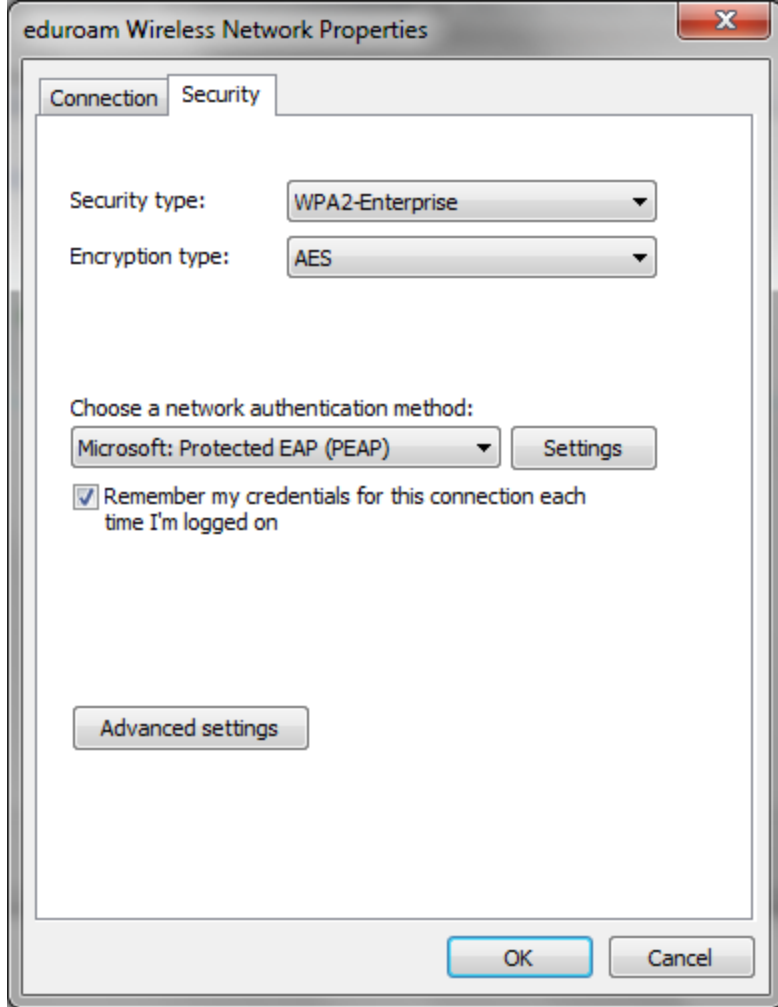 eduroam Wireless Network Properties
Connection
Security
Security type:
WPA2-Enterprise
Encryption type:
AES
Choose a network authentication method:
Microsoft: Protected EAP (PEAP)
Settings
Remember my credentials for this connection each
time I'm logged on
Advanced settings
OK
Cancel